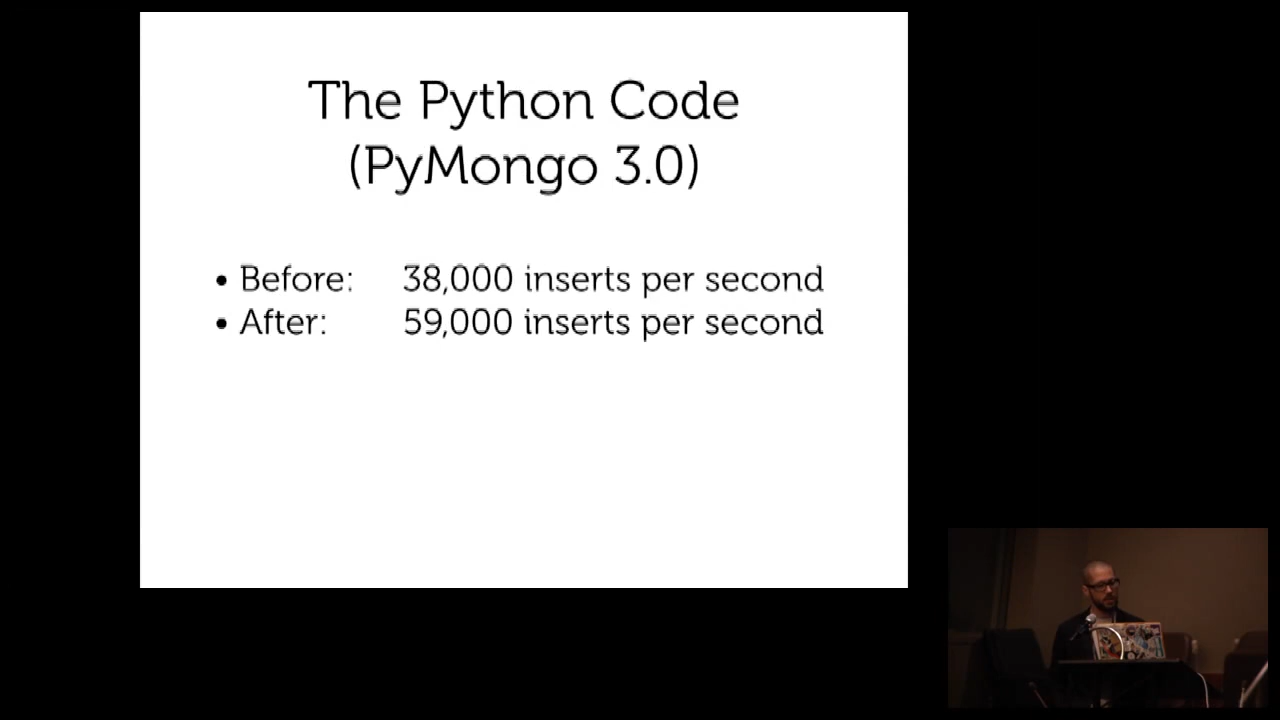 The Python Code
(PyMongo 3.0)
• Before: 38,000 inserts per second
• After: 59,000 inserts per second